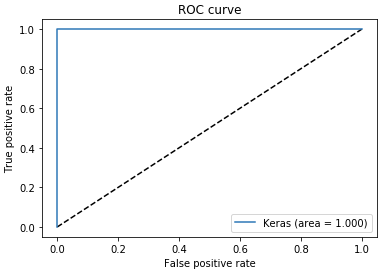 ROC curve
True positive rate
1.0
0.8
0.6
0.4
0.2
0.0
Keras (area = 1.000)
0.0 0.2 0.4 0.6 0.8 1.0
False positive rate